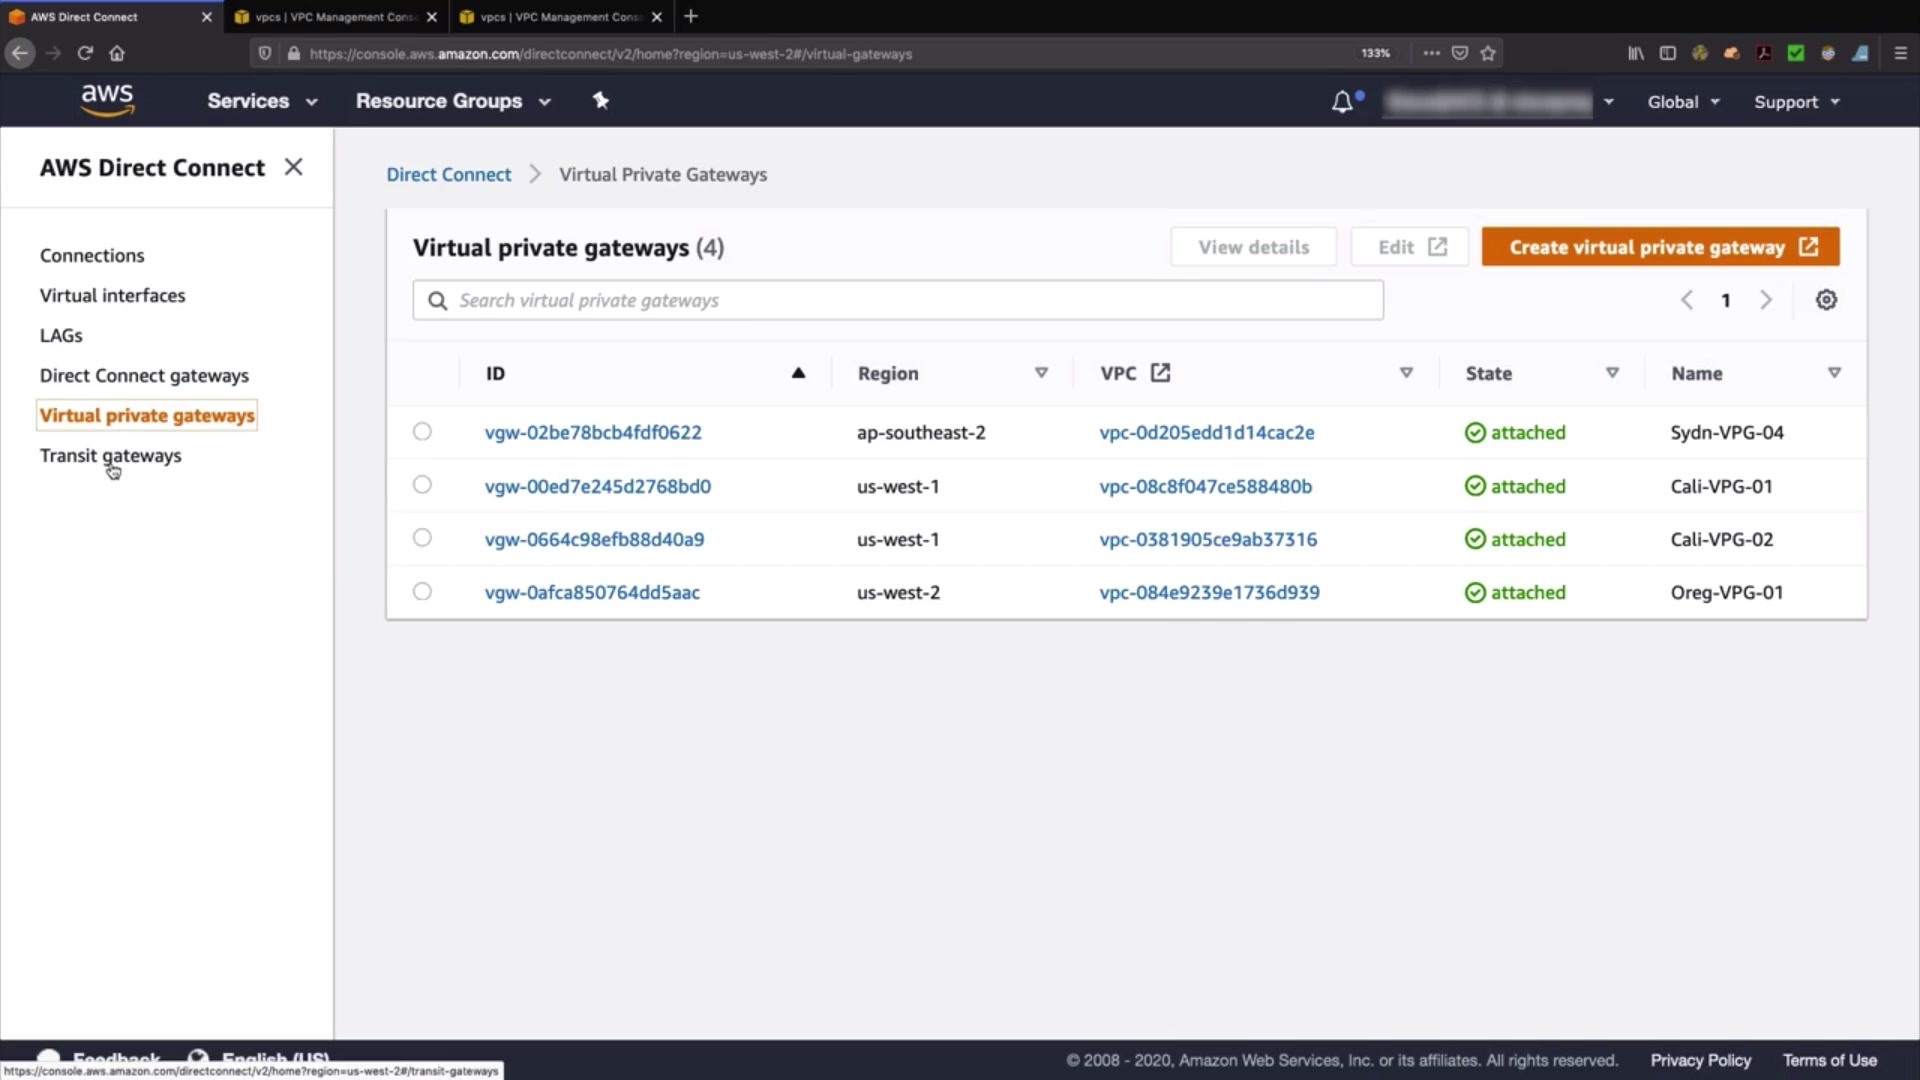 AWS Direct Connect
vpcs | VPC Management Cons
vpcs | VPC Management Cons
https://console.aws.amazon.com/directconnect/v2/home?region=us-west-2#/virtual-gateways
133%
aws
Services
Resource Groups
Global
Support
AWS Direct Connect
Connections
Virtual interfaces
LAGs
Direct Connect gateways
Virtual private gateways
Transit gateways
Direct Connect > Virtual Private Gateways
Virtual private gateways (4)
View details
Edit
Create virtual private gateway
Search virtual private gateways
1
ID Region VPC State Name
vgw-02be78bcb4fdf0622 ap-southeast-2 vpc-0d205edd1d14cac2e attached Sydn-VPG-04
vgw-00ed7e245d2768bd0 us-west-1 vpc-08c8f047ce588480b attached Cali-VPG-01
vgw-0664c98efb88d40a9 us-west-1 vpc-0381905ce9ab37316 attached Cali-VPG-02
vgw-0afca850764dd5aac us-west-2 vpc-084e9239e1736d939 attached Oreg-VPG-01
Feedback English (US)
© 2008 - 2020, Amazon Web Services, Inc. or its affiliates. All rights reserved. Privacy Policy Terms of Use
https://console.aws.amazon.com/directconnect/v2/home?region=us-west-2#/transit-gateways